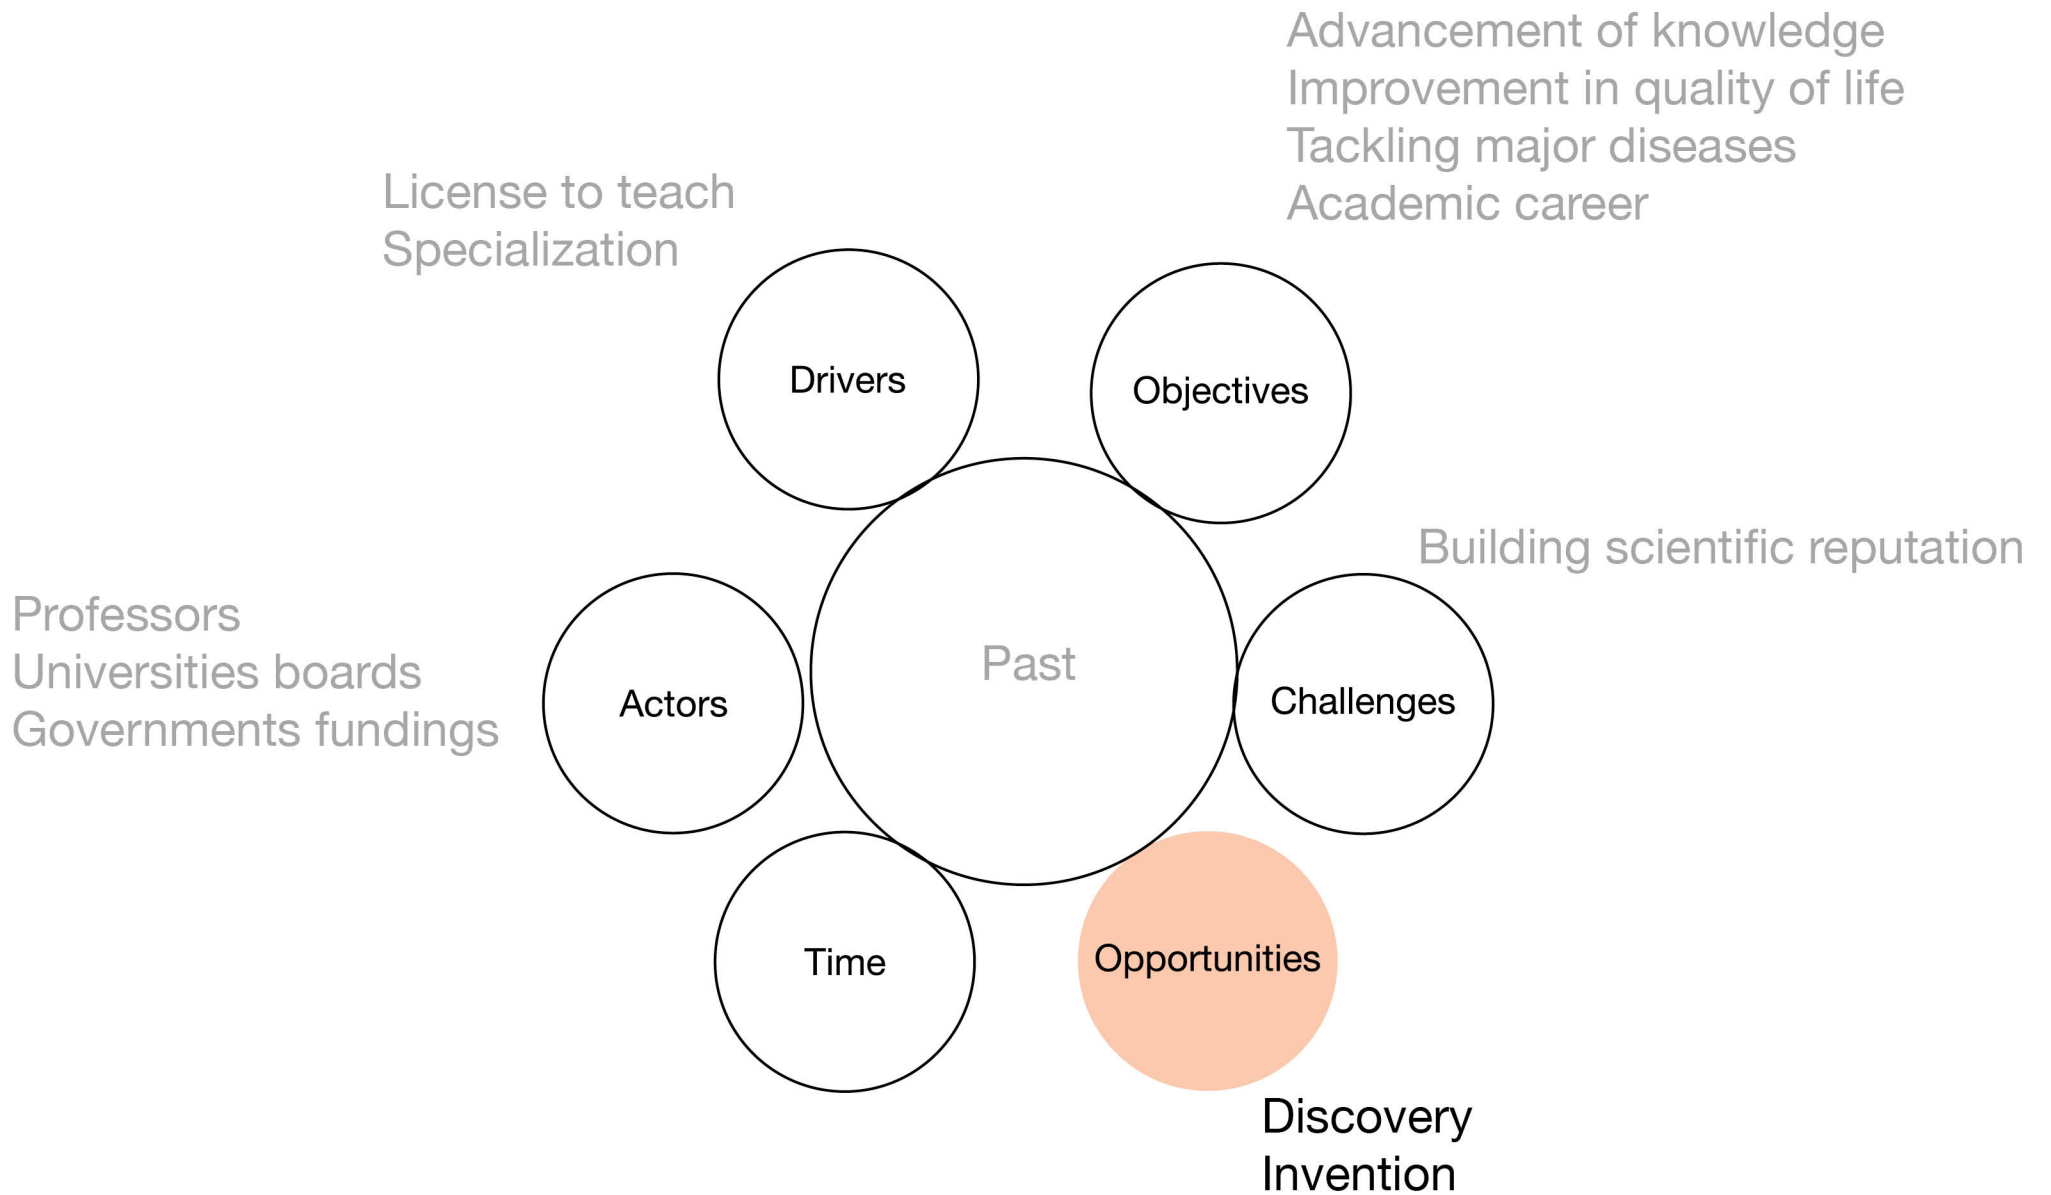 Advancement of knowledge
Improvement in quality of life
Tackling major diseases
Academic career
License to teach
Specialization
Drivers
Objectives
Building scientific reputation
Professors
Universities boards
Governments fundings
Actors
Past
Challenges
Time
Opportunities
Discovery
Invention